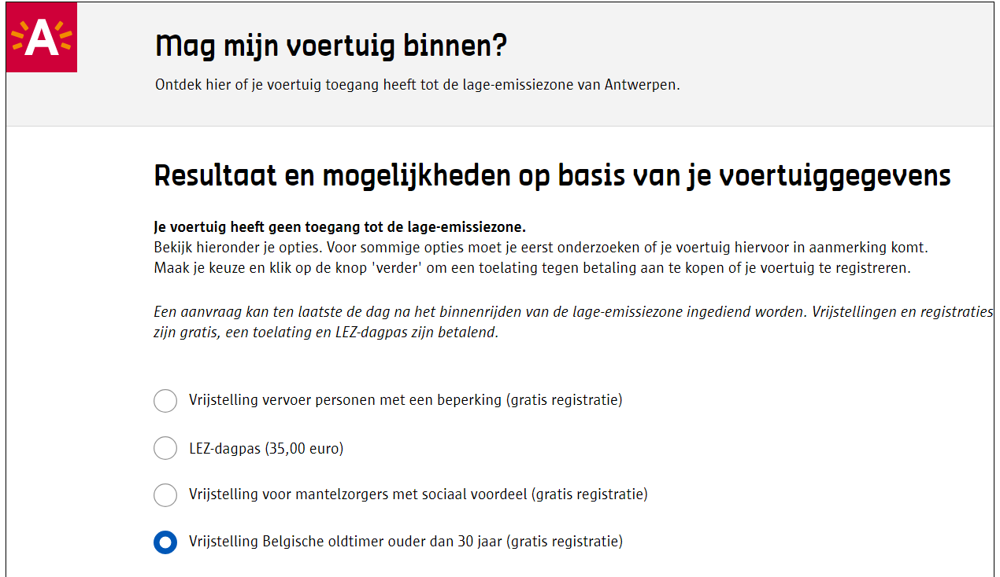 A
Mag mijn voertuig binnen?
Ontdek hier of je voertuig toegang heeft tot de lage-emissiezone van Antwerpen.
Resultaat en mogelijkheden op basis van je voertuiggegevens
Je voertuig heeft geen toegang tot de lage-emissiezone.
Bekijk hieronder je opties. Voor sommige opties moet je eerst onderzoeken of je voertuig hiervoor in aanmerking komt.
Maak je keuze en klik op de knop 'verder' om een toelating tegen betaling aan te kopen of je voertuig te registreren.
Een aanvraag kan ten laatste de dag na het binnenrijden van de lage-emissiezone ingediend worden. Vrijstellingen en registraties
zijn gratis, een toelating en LEZ-dagpas zijn betalend.
Vrijstelling vervoer personen met een beperking (gratis registratie)
LEZ-dagpas (35,00 euro)
Vrijstelling voor mantelzorgers met sociaal voordeel (gratis registratie)
Vrijstelling Belgische oldtimer ouder dan 30 jaar (gratis registratie)